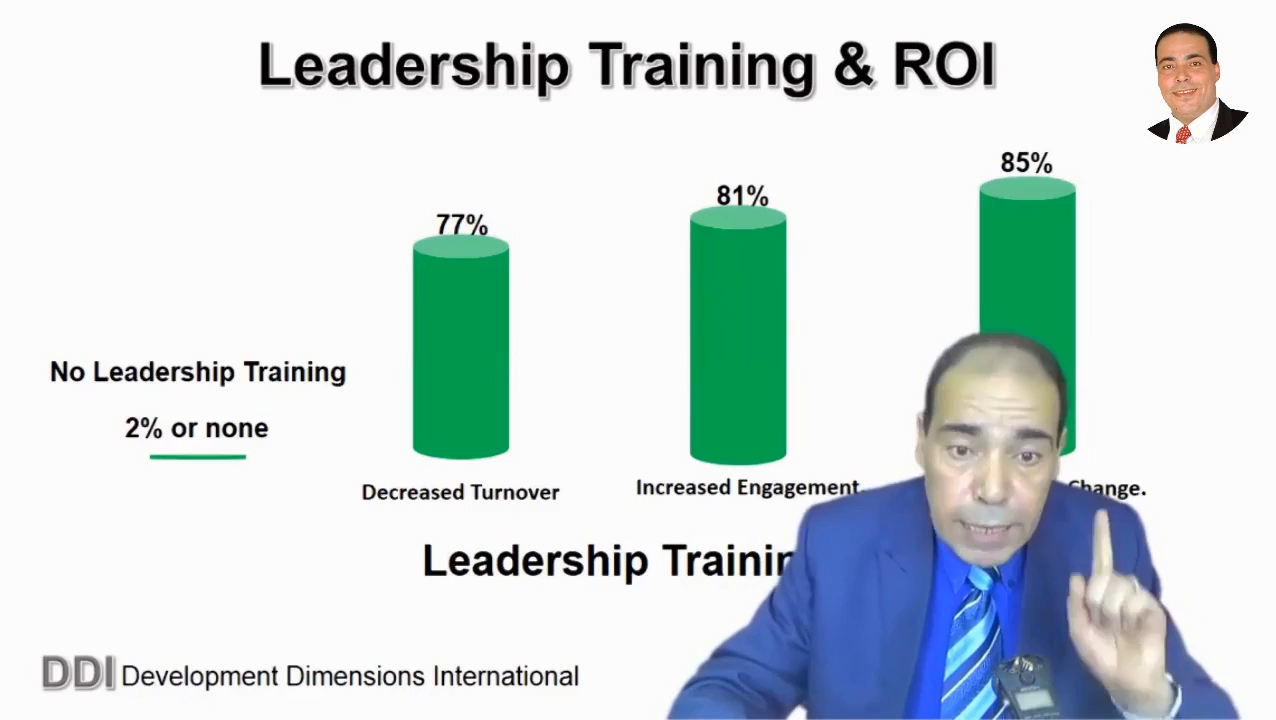 Leadership Training & ROI
85%
81%
77%
No Leadership Training
2% or none
Decreased Turnover
Increased Engagement.
Change.
Leadership
DDI Development Dimensions International